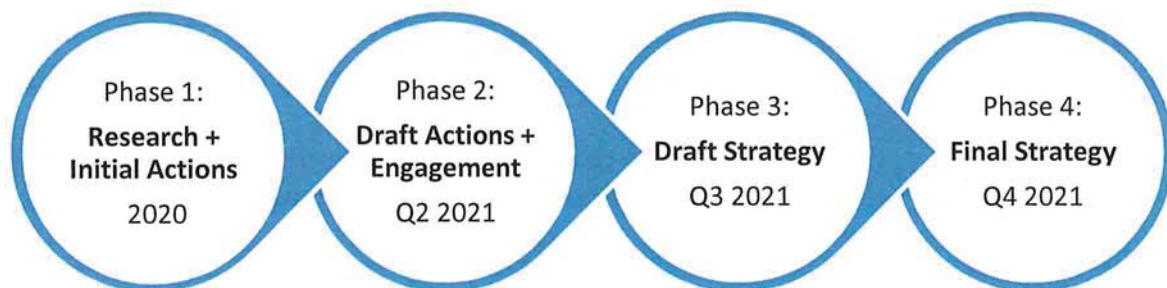 Phase 1:
Research +
Initial Actions
2020
Phase 2:
Draft Actions +
Engagement
Q2 2021
Phase 3:
Draft Strategy
Q3 2021
Phase 4:
Final Strategy
Q4 2021